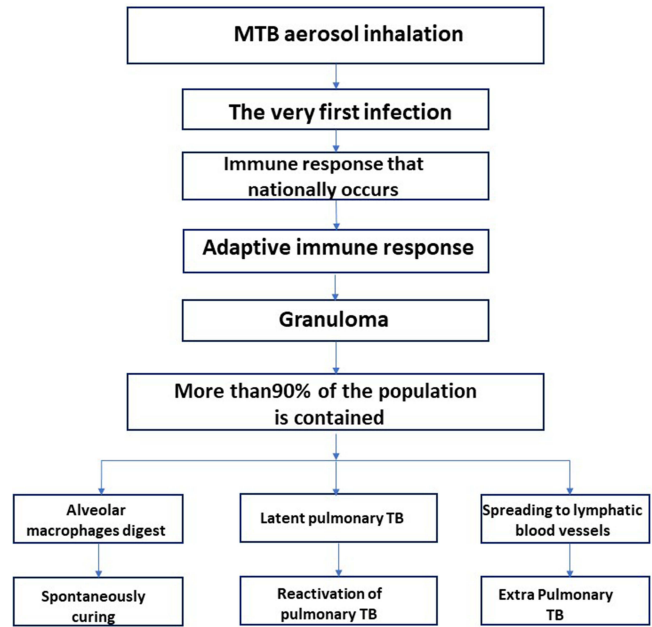 MTB aerosol inhalation
The very first infection
Immune response that
nationally occurs
Adaptive immune response
Granuloma
More than90% of the population
is contained
Alveolar
macrophages digest
Latent pulmonary TB
Spreading to lymphatic
blood vessels
Spontaneously
curing
Reactivation of
pulmonary TB
Extra Pulmonary
TB